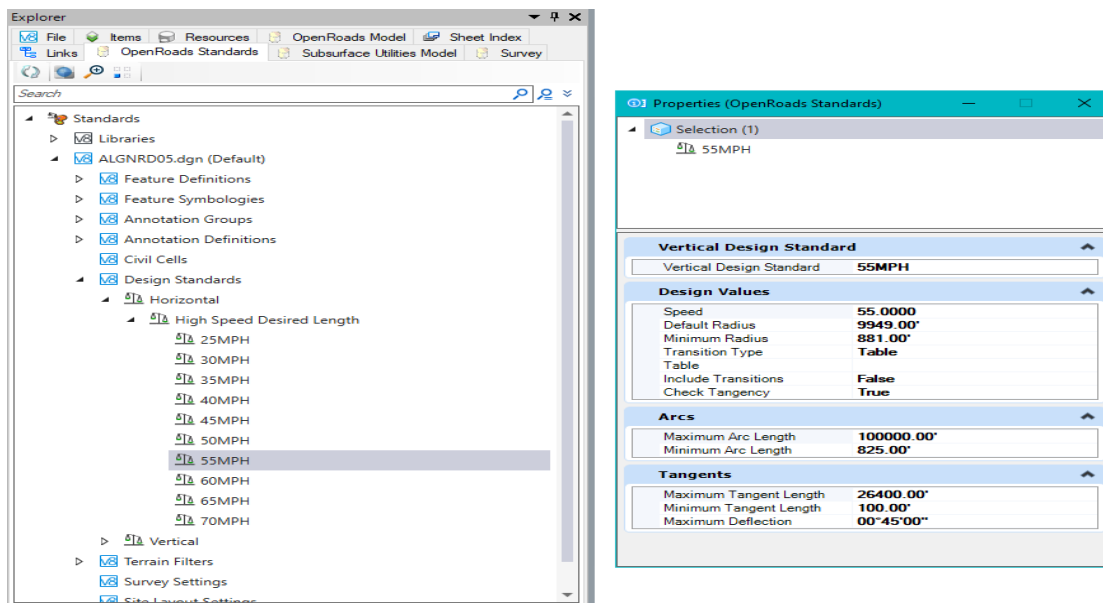 Explorer
File Items Resources OpenRoads Model Sheet Index
Links OpenRoads Standards Subsurface Utilities Model Survey
Search
Standards
Libraries
ALGNRD05.dgn (Default)
Feature Definitions
Feature Symbologies
Annotation Groups
Annotation Definitions
Civil Cells
Design Standards
Horizontal
High Speed Desired Length
25MPH
30MPH
35MPH
40MPH
45MPH
50MPH
55MPH
60MPH
65MPH
70MPH
Vertical
Terrain Filters
Survey Settings
Site Layout Settings
Properties (OpenRoads Standards)
Selection (1)
55MPH
Vertical Design Standard
Vertical Design Standard 55MPH
Design Values
Speed 55.0000
Default Radius 9949.00'
Minimum Radius 881.00'
Transition Type Table
Table
Include Transitions False
Check Tangency True
Arcs
Maximum Arc Length 100000.00'
Minimum Arc Length 825.00'
Tangents
Maximum Tangent Length 26400.00'
Minimum Tangent Length 100.00'
Maximum Deflection 00°45'00"